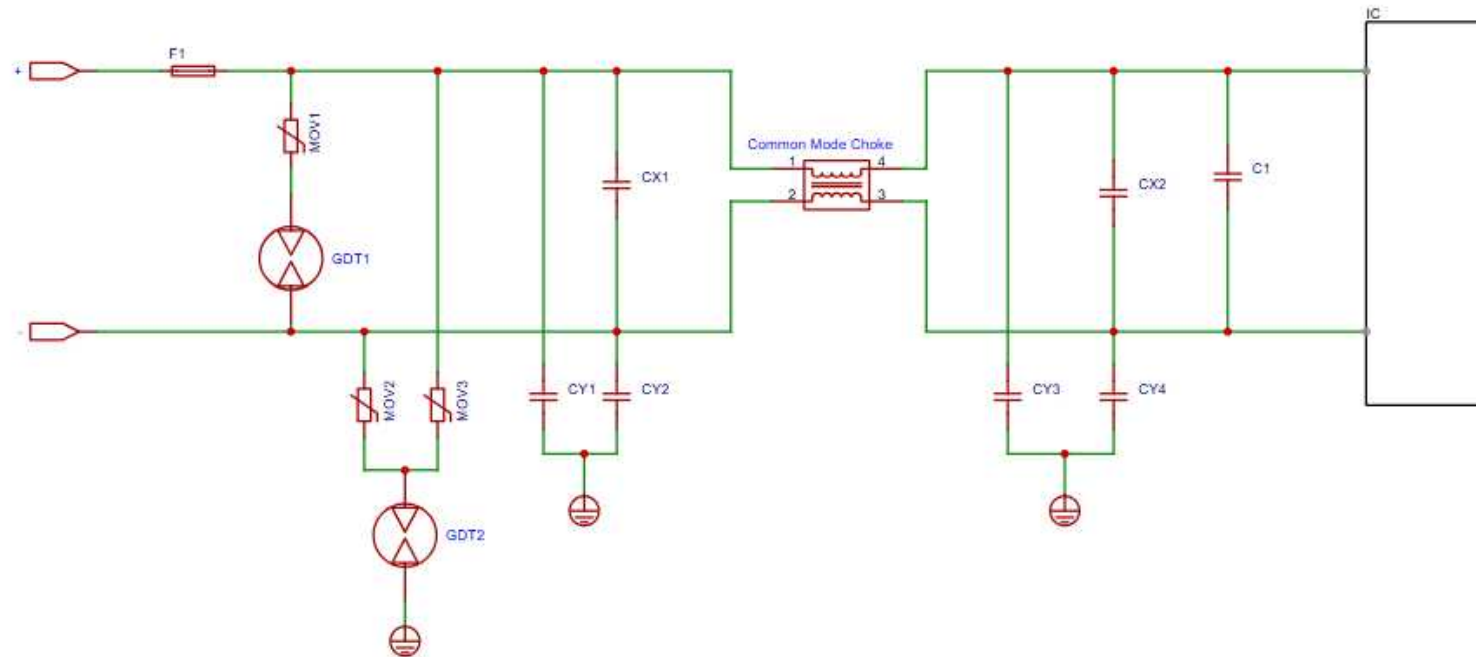 IC
F1
+
MOV1
Common Mode Choke
1
4
CX1
CX2
C1
2
3
GDT1
-
MOV2
MOV3
CY1
CY2
CY3
CY4
GDT2